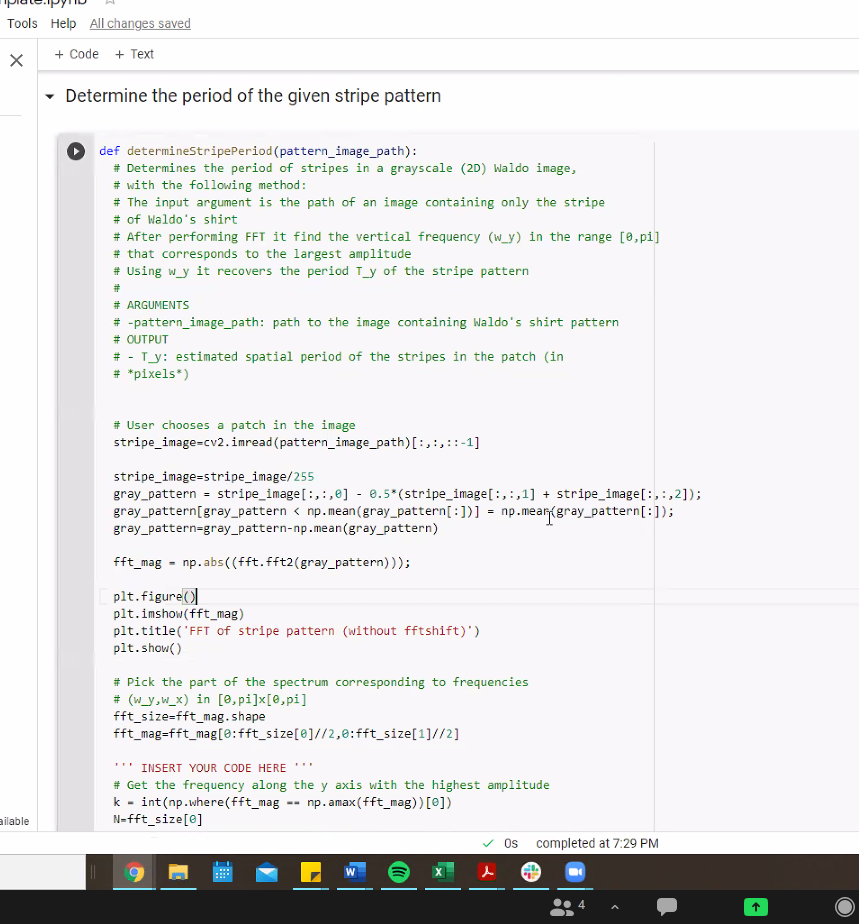 Tools Help All changes saved
+ Code + Text
Determine the period of the given stripe pattern
def determineStripePeriod(pattern_image_path):
# Determines the period of stripes in a grayscale (2D) Waldo image,
# with the following method:
# The input argument is the path of an image containing only the stripe
# of Waldo's shirt
# After performing FFT it find the vertical frequency (w_y) in the range [0,pi]
# that corresponds to the largest amplitude
# Using w_y it recovers the period T_y of the stripe pattern
#
# ARGUMENTS
# -pattern_image_path: path to the image containing Waldo's shirt pattern
# OUTPUT
# - T_y: estimated spatial period of the stripes in the patch (in
# *pixels*)
# User chooses a patch in the image
stripe_image=cv2.imread(pattern_image_path)[:,:,::-1]
stripe_image=stripe_image/255
gray_pattern = stripe_image[:,:,0] - 0.5*(stripe_image[:,:,1] + stripe_image[:,:,2]);
gray_pattern[gray_pattern < np.mean(gray_pattern[:])] = np.mean(gray_pattern[:]);
gray_pattern=gray_pattern-np.mean(gray_pattern)
fft_mag = np.abs((fft.fft2(gray_pattern)));
plt.figure()
plt.imshow(fft_mag)
plt.title('FFT of stripe pattern (without fftshift)')
plt.show()
# Pick the part of the spectrum corresponding to frequencies
# (w_y,w_x) in [0,pi]x[0,pi]
fft_size=fft_mag.shape
fft_mag=fft_mag[0:fft_size[0]//2,0:fft_size[1]//2]
''' INSERT YOUR CODE HERE '''
# Get the frequency along the y axis with the highest amplitude
k = int(np.where(fft_mag == np.amax(fft_mag))[0])
N=fft_size[0]
0s completed at 7:29 PM
4